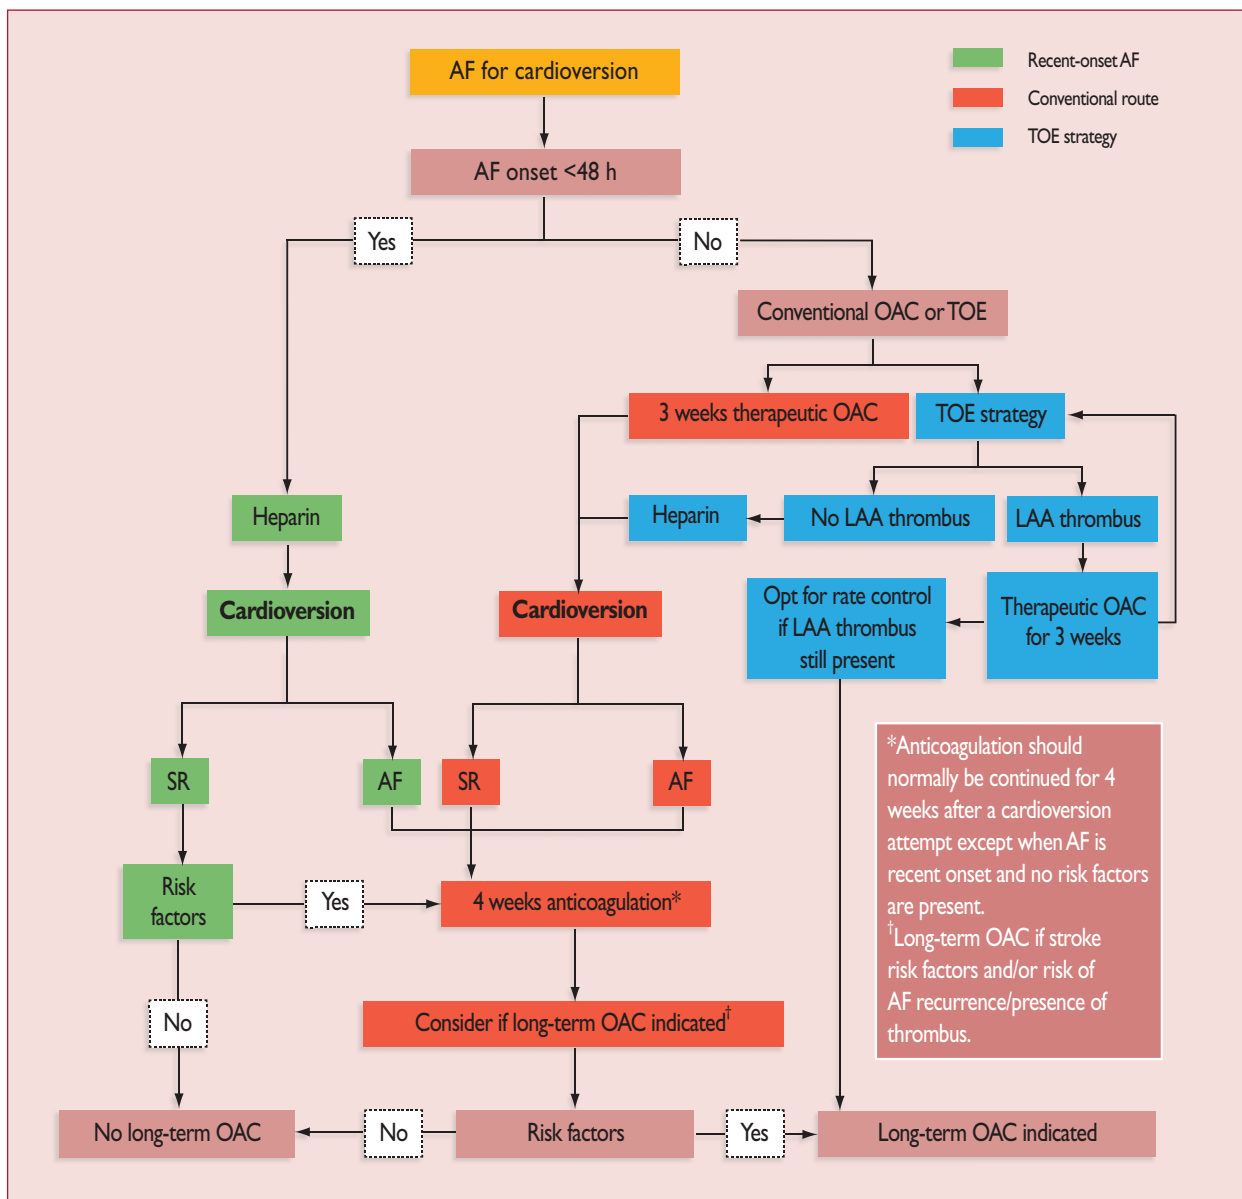 AF for cardioversion
Recent-onset AF
Conventional route
TOE strategy
AF onset <48 h
Yes
No
Conventional OAC or TOE
3 weeks therapeutic OAC
TOE strategy
Heparin
Heparin
No LAA thrombus
LAA thrombus
Cardioversion
Cardioversion
Opt for rate control
if LAA thrombus
still present
Therapeutic OAC
for 3 weeks
SR
AF
SR
AF
*Anticoagulation should
normally be continued for 4
weeks after a cardioversion
attempt except when AF is
recent onset and no risk factors
are present.
†Long-term OAC if stroke
risk factors and/or risk of
AF recurrence/presence of
thrombus.
Risk
factors
Yes
4 weeks anticoagulation*
No
Consider if long-term OAC indicated†
No long-term OAC
No
Risk factors
Yes
Long-term OAC indicated